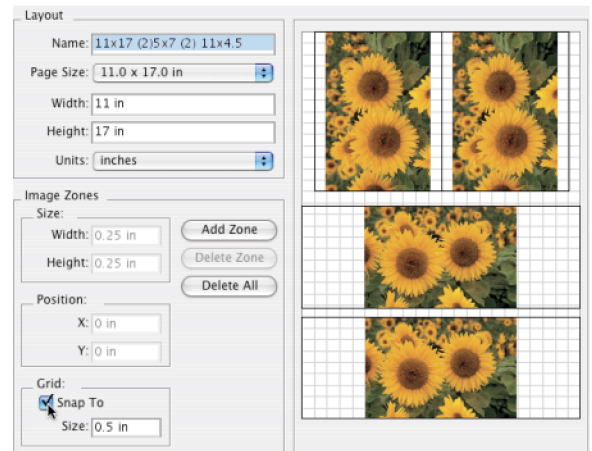 Layout
Name: 11x17 (2)5x7 (2) 11x4.5
Page Size: 11.0 x 17.0 in
Width: 11 in
Height: 17 in
Units: inches
Image Zones
Size:
Width: 0.25 in
Height: 0.25 in
Add Zone
Delete Zone
Delete All
Position:
X: 0 in
Y: 0 in
Grid:
Snap To
Size: 0.5 in